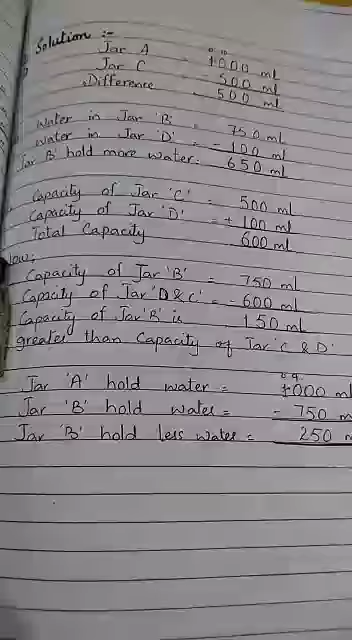 Solution :-
Jar A = 1000 ml
Jar C - 500 ml
Difference 500 ml
Water in Jar 'B' = 750 ml
Water in Jar 'D' = - 100 ml
Jar B' hold more water = 650 ml
Capacity of Jar 'C' = 500 ml
Capacity of Jar 'D' = + 100 ml
Total Capacity 600 ml
Capacity of Jar 'B' = 750 ml
Capacity of Jar 'D&C' = - 600 ml
Capacity of Jar 'B' is 150 ml
greater than Capacity of Jar 'C & D'
Jar 'A' hold water = 1000 ml
Jar 'B' hold water = - 750 ml
Jar 'B' hold less water = 250 m